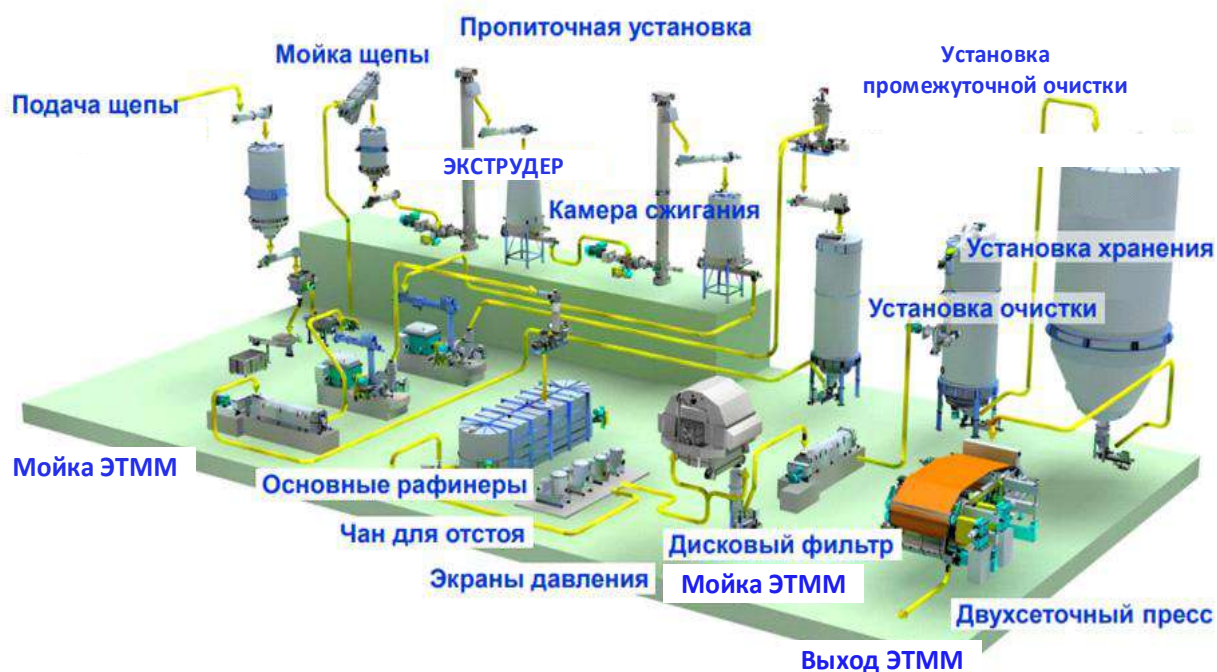 Пропиточная установка
Мойка щепы
Установка
промежуточной очистки
Подача щепы
ЭКСТРУДЕР
Камера сжигания
Установка хранения
Установка очистки
Мойка ЭТММ
Основные рафинеры
Чан для отстоя
Дисковый фильтр
Экраны давления
Мойка ЭТММ
Двухсеточный пресс
Выход ЭТММ